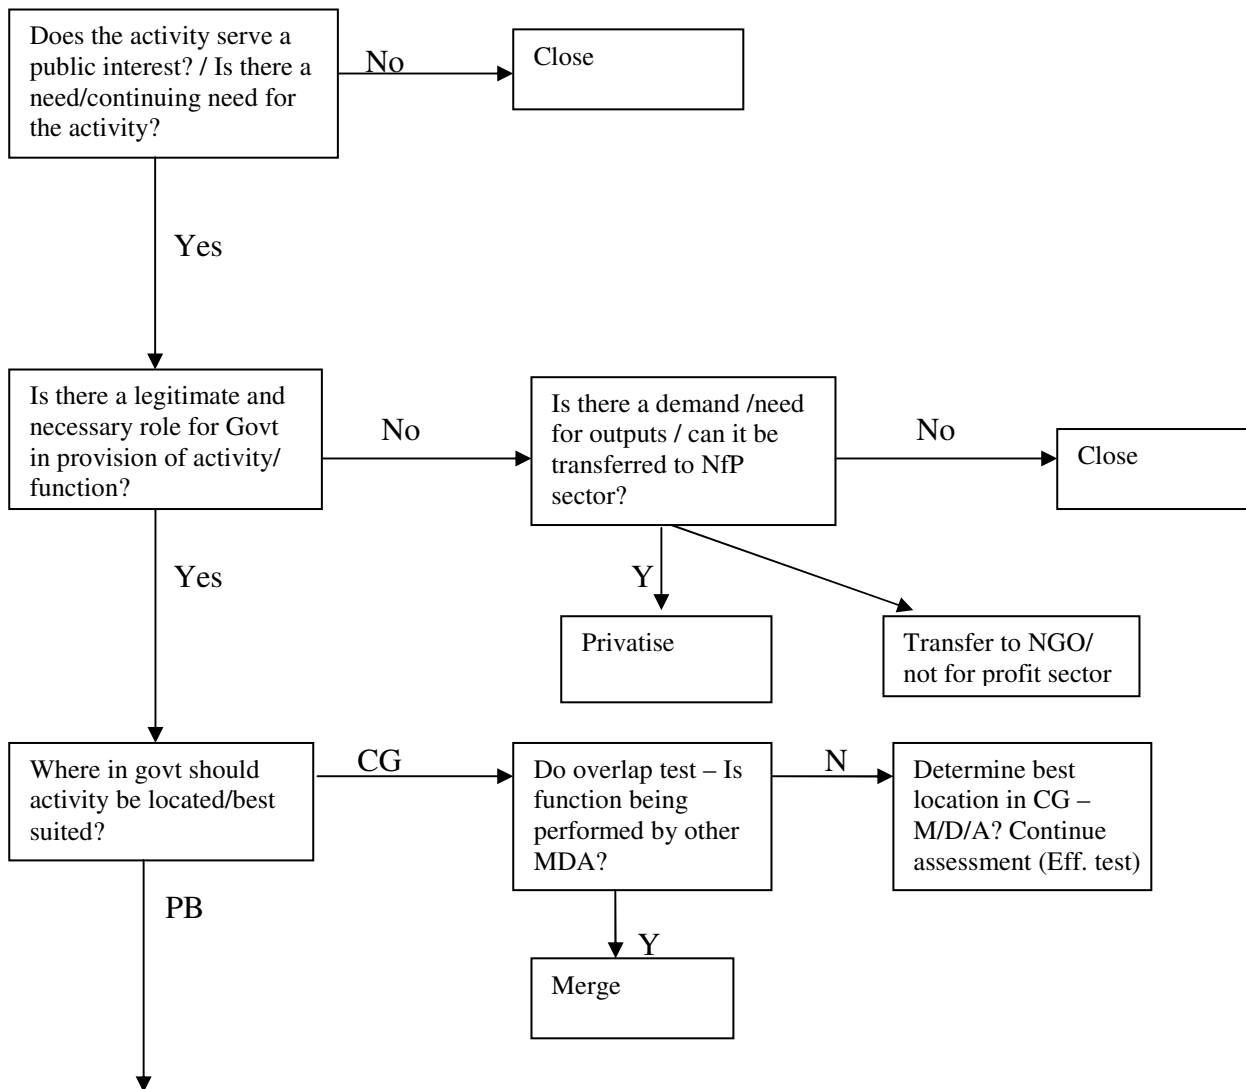 Does the activity serve a
public interest? / Is there a
need/continuing need for
the activity?
No
Close
Yes
Is there a legitimate and
necessary role for Govt
in provision of activity/
function?
No
Is there a demand /need
for outputs / can it be
transferred to NfP
sector?
No
Close
Yes
Y
Privatise
Transfer to NGO/
not for profit sector
Where in govt should
activity be located/best
suited?
CG
Do overlap test – Is
function being
performed by other
MDA?
N
Determine best
location in CG –
M/D/A? Continue
assessment (Eff. test)
PB
Y
Merge